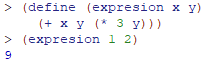 > (define (expresion x y)
(+ x y (* 3 y)))
> (expresion 1 2)
9